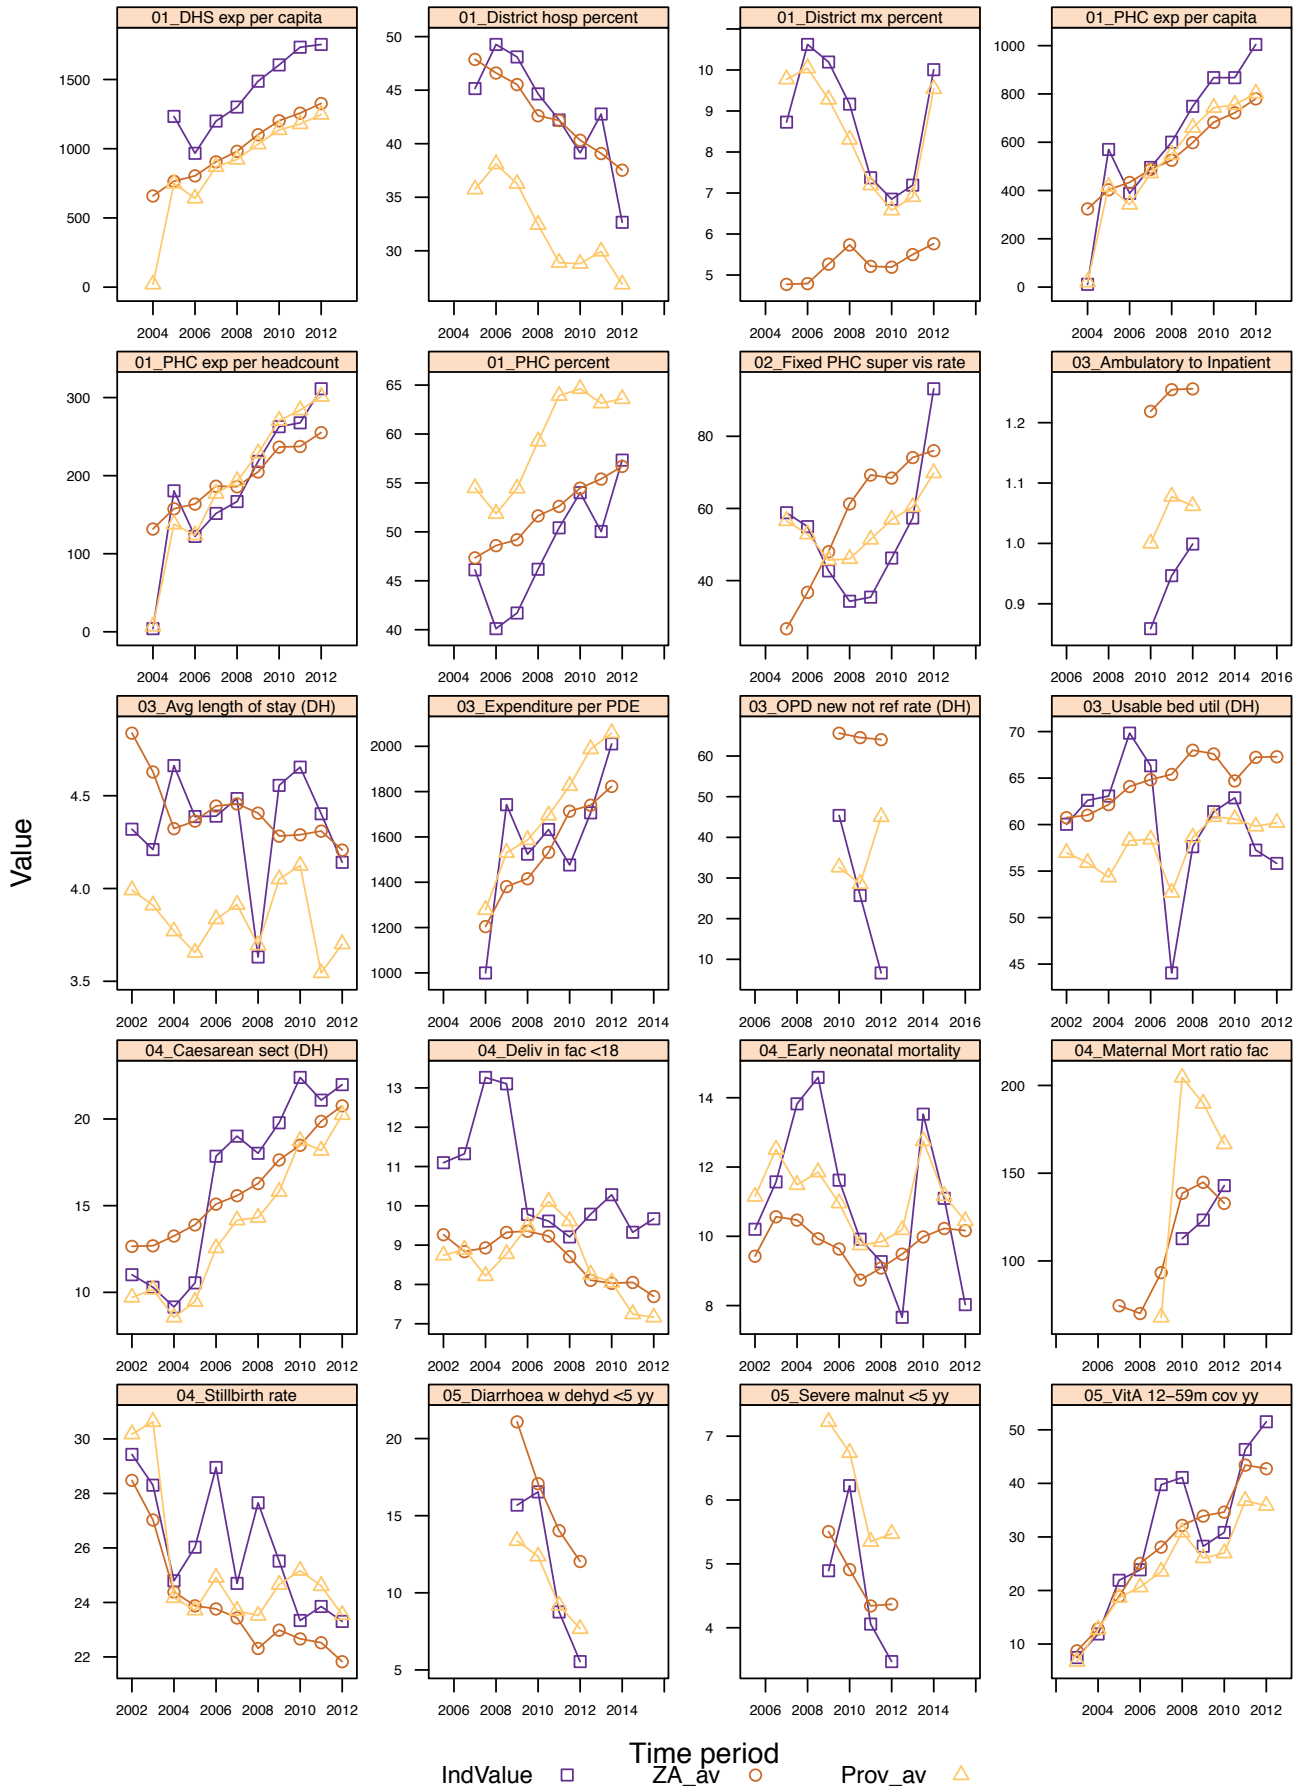 01_DHS exp per capita
0
500
1000
1500
2004 2006 2008 2010 2012
01_District hosp percent
30
35
40
45
50
2004 2006 2008 2010 2012
01_District mx percent
5
6
7
8
9
10
2004 2006 2008 2010 2012
01_PHC exp per capita
0
200
400
600
800
1000
2004 2006 2008 2010 2012
01_PHC exp per headcount
0
100
200
300
2004 2006 2008 2010 2012
01_PHC percent
40
45
50
55
60
65
2004 2006 2008 2010 2012
02_Fixed PHC super vis rate
40
60
80
2004 2006 2008 2010 2012
03_Ambulatory to Inpatient
0.9
1.0
1.1
1.2
2006 2008 2010 2012 2014 2016
03_Avg length of stay (DH)
3.5
4.0
4.5
2002 2004 2006 2008 2010 2012
03_Expenditure per PDE
1000
1200
1400
1600
1800
2000
2004 2006 2008 2010 2012 2014
03_OPD new not ref rate (DH)
10
20
30
40
50
60
2006 2008 2010 2012 2014 2016
03_Usable bed util (DH)
45
50
55
60
65
70
2002 2004 2006 2008 2010 2012
04_Caesarean sect (DH)
10
15
20
2002 2004 2006 2008 2010 2012
04_Deliv in fac <18
7
8
9
10
11
12
13
2002 2004 2006 2008 2010 2012
04_Early neonatal mortality
8
10
12
14
2002 2004 2006 2008 2010 2012
04_Maternal Mort ratio fac
100
150
200
2006 2008 2010 2012 2014
04_Stillbirth rate
22
24
26
28
30
2002 2004 2006 2008 2010 2012
05_Diarrhoea w dehyd <5 yy
5
10
15
20
2006 2008 2010 2012 2014
05_Severe malnut <5 yy
4
5
6
7
2006 2008 2010 2012 2014
05_VitA 12–59m cov yy
10
20
30
40
50
2004 2006 2008 2010 2012
Value
Time period
IndValue ZA_av Prov_av